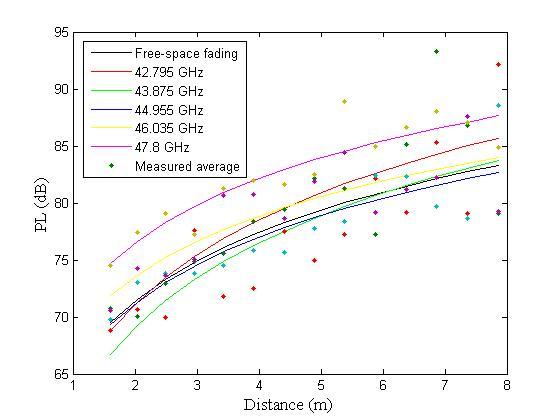 95
90
85
80
75
70
65
PL (dB)
Free-space fading
42.795 GHz
43.875 GHz
44.955 GHz
46.035 GHz
47.8 GHz
Measured average
1 2 3 4 5 6 7 8
Distance (m)